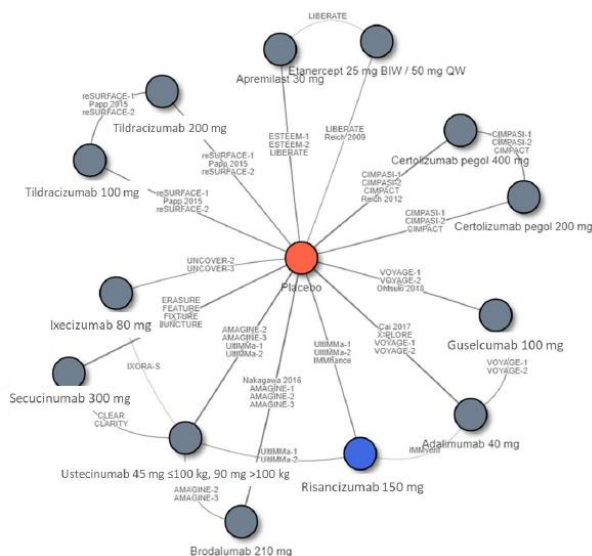 LIBERATE
Apremilast 30 mg
Etanercept 25 mg BIW / 50 mg QW
reSURFACE-1
Papp 2015
reSURFACE-2
Tildracizumab 200 mg
Tildracizumab 100 mg
reSURFACE-1
Papp 2015
reSURFACE-2
reSURFACE-1
Papp 2015
reSURFACE-2
ESTEEM-1
ESTEEM-2
LIBERATE
LIBERATE
Reich 2009
CIMPASI-1
CIMPASI-2
CIMPACT
Reich 2012
Certolizumab pegol 400 mg
CIMPASI-1
CIMPASI-2
CIMPACT
CIMPASI-1
CIMPASI-2
CIMPACT
Certolizumab pegol 200 mg
Placebo
UNCOVER-2
UNCOVER-3
Ixecizumab 80 mg
ERASURE
FEATURE
FIXTURE
JUNCTURE
VOYAGE-1
VOYAGE-2
Ohtsuki 2018
Guselcumab 100 mg
AMAGINE-2
AMAGINE-3
UltIMMa-1
UltIMMa-2
UltIMMa-1
UltIMMa-2
IMMhance
Cai 2017
XIPLORE
VOYAGE-1
VOYAGE-2
VOYAGE-1
VOYAGE-2
IXORA-S
Nakagawa 2016
AMAGINE-1
AMAGINE-2
AMAGINE-3
Secucinumab 300 mg
CLEAR
CLARITY
Adalimumab 40 mg
IMMvent
UltIMMa-1
UltIMMa-2
Ustecinumab 45 mg ≤100 kg, 90 mg >100 kg
Risancizumab 150 mg
AMAGINE-2
AMAGINE-3
Brodalumab 210 mg